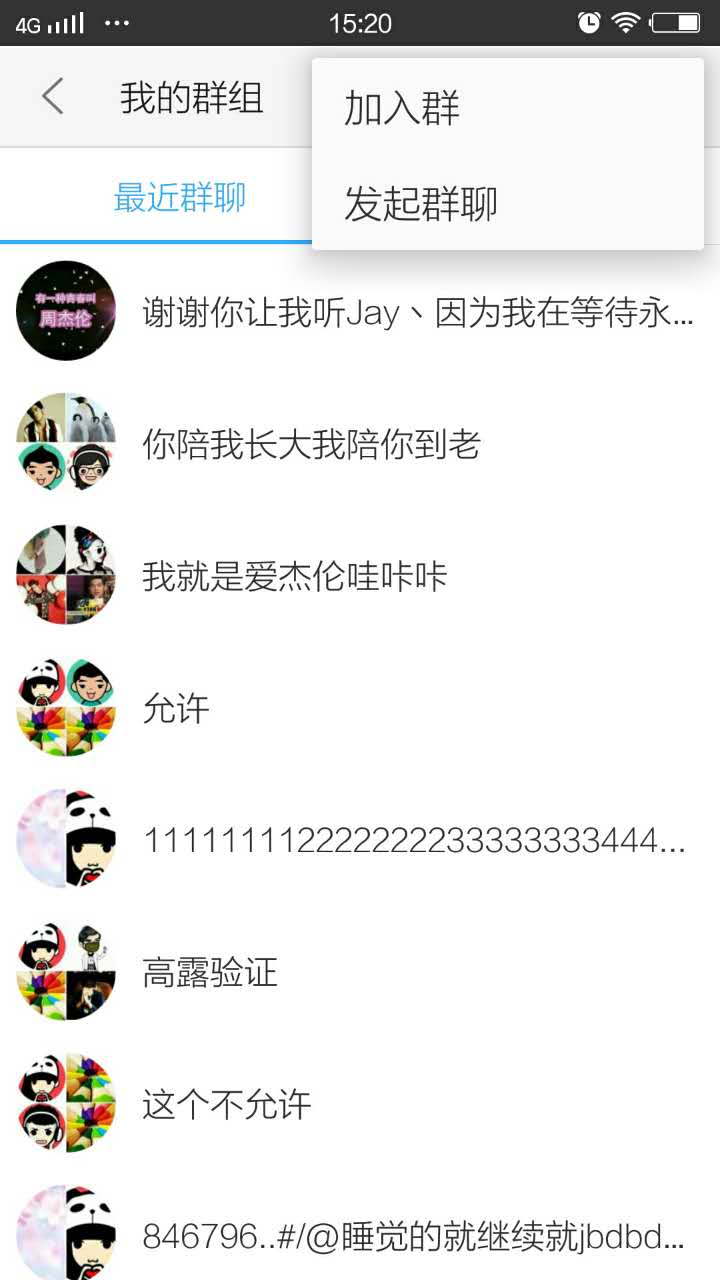 4G
15:20
我的群组
加入群
发起群聊
最近群聊
有一种青春叫
周杰伦
谢谢你让我听Jay丶因为我在等待永...
你陪我长大我陪你到老
我就是爱杰伦哇咔咔
允许
111111112222222233333333444...
高露验证
这个不允许
846796..#/@睡觉的就继续就jbdbd...